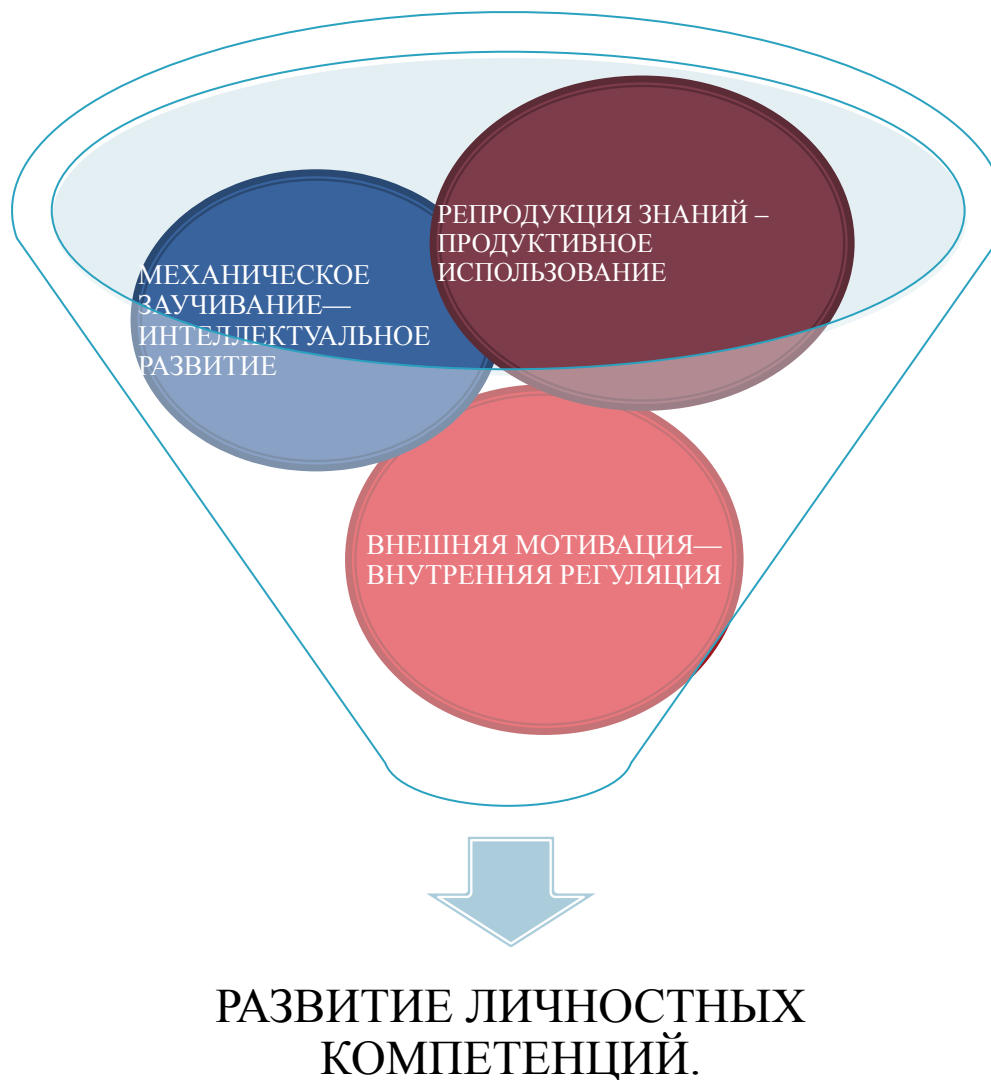 РЕПРОДУКЦИЯ ЗНАНИЙ –
ПРОДУКТИВНОЕ
ИСПОЛЬЗОВАНИЕ
МЕХАНИЧЕСКОЕ
ЗАУЧИВАНИЕ—
ИНТЕЛЛЕКТУАЛЬНОЕ
РАЗВИТИЕ
ВНЕШНЯЯ МОТИВАЦИЯ—
ВНУТРЕННЯЯ РЕГУЛЯЦИЯ
РАЗВИТИЕ ЛИЧНОСТНЫХ
КОМПЕТЕНЦИЙ.